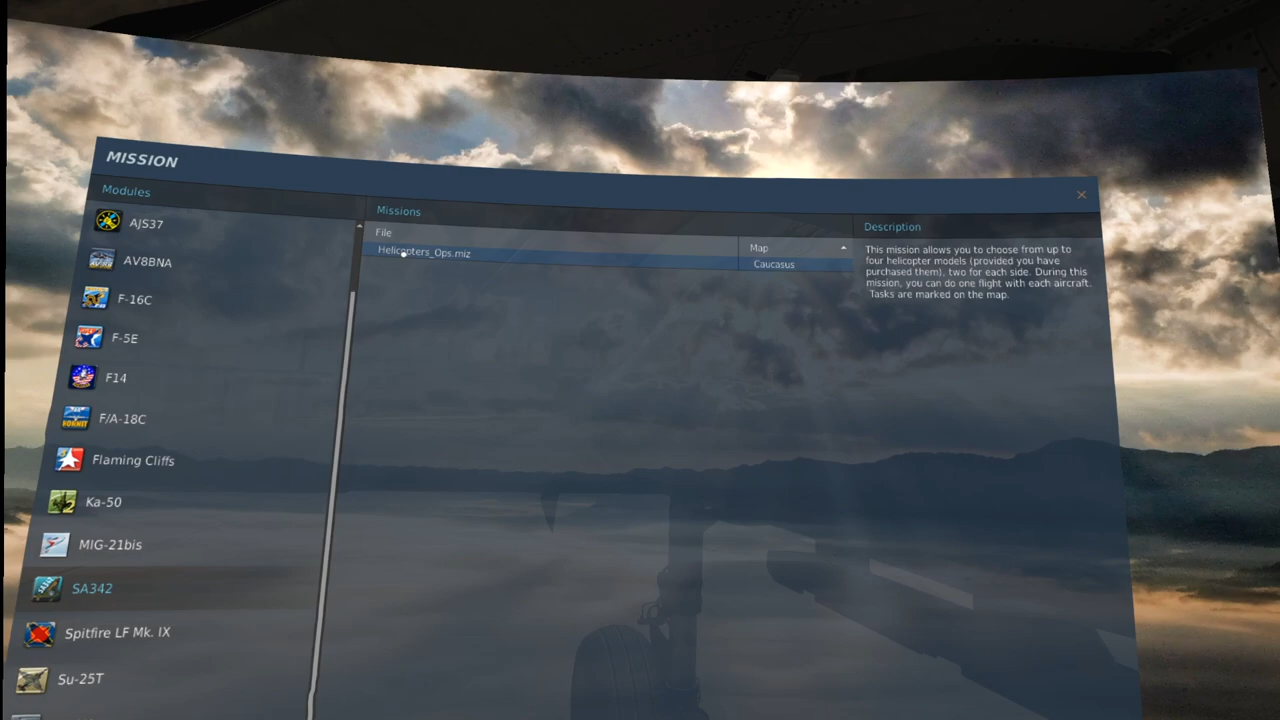 MISSION
Modules
AJS37
AV8BNA
F-16C
F-5E
F14
F/A-18C
Flaming Cliffs
Ka-50
MIG-21bis
SA342
Spitfire LF Mk. IX
Su-25T
Missions
File
Map
Helicopters_Ops.miz
Caucasus
Description
This mission allows you to choose from up to
four helicopter models (provided you have
purchased them), two for each side. During this
mission, you can do one flight with each aircraft.
Tasks are marked on the map.